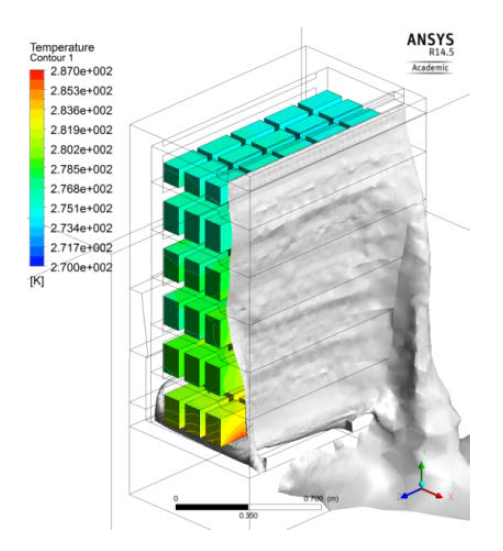 Temperature
Contour 1
2.870e+002
2.853e+002
2.836e+002
2.819e+002
2.802e+002
2.785e+002
2.768e+002
2.751e+002
2.734e+002
2.717e+002
2.700e+002
[K]
ANSYS
R14.5
Academic
0
0.700 (m)
0.350
X